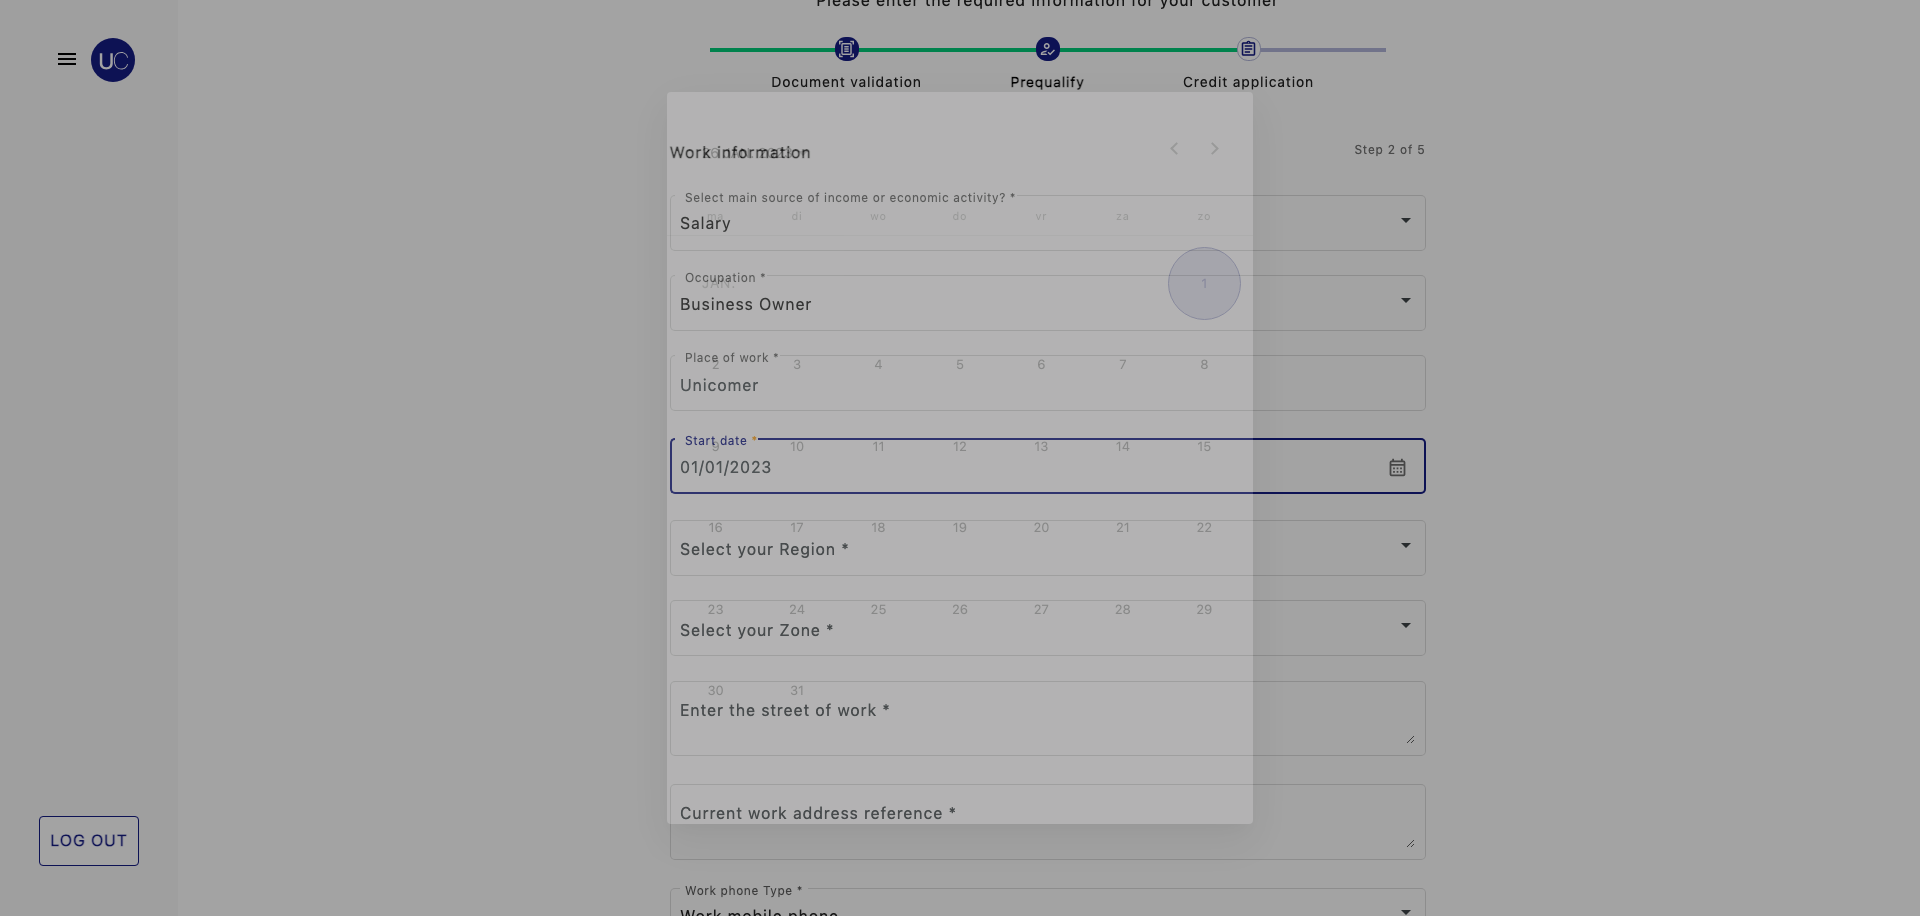 Please enter the required information for your customer
UC
Document validation
Prequalify
Credit application
Work information
Step 2 of 5
Select main source of income or economic activity? *
Salary
ma di wo do vr za zo
Occupation *
Business Owner
JAN. 1
Place of work *
2 3 4 5 6 7 8
Unicomer
Start date *
9 10 11 12 13 14 15
01/01/2023
16 17 18 19 20 21 22
Select your Region *
23 24 25 26 27 28 29
Select your Zone *
30 31
Enter the street of work *
Current work address reference *
LOG OUT
Work phone Type *
Work mobile phone